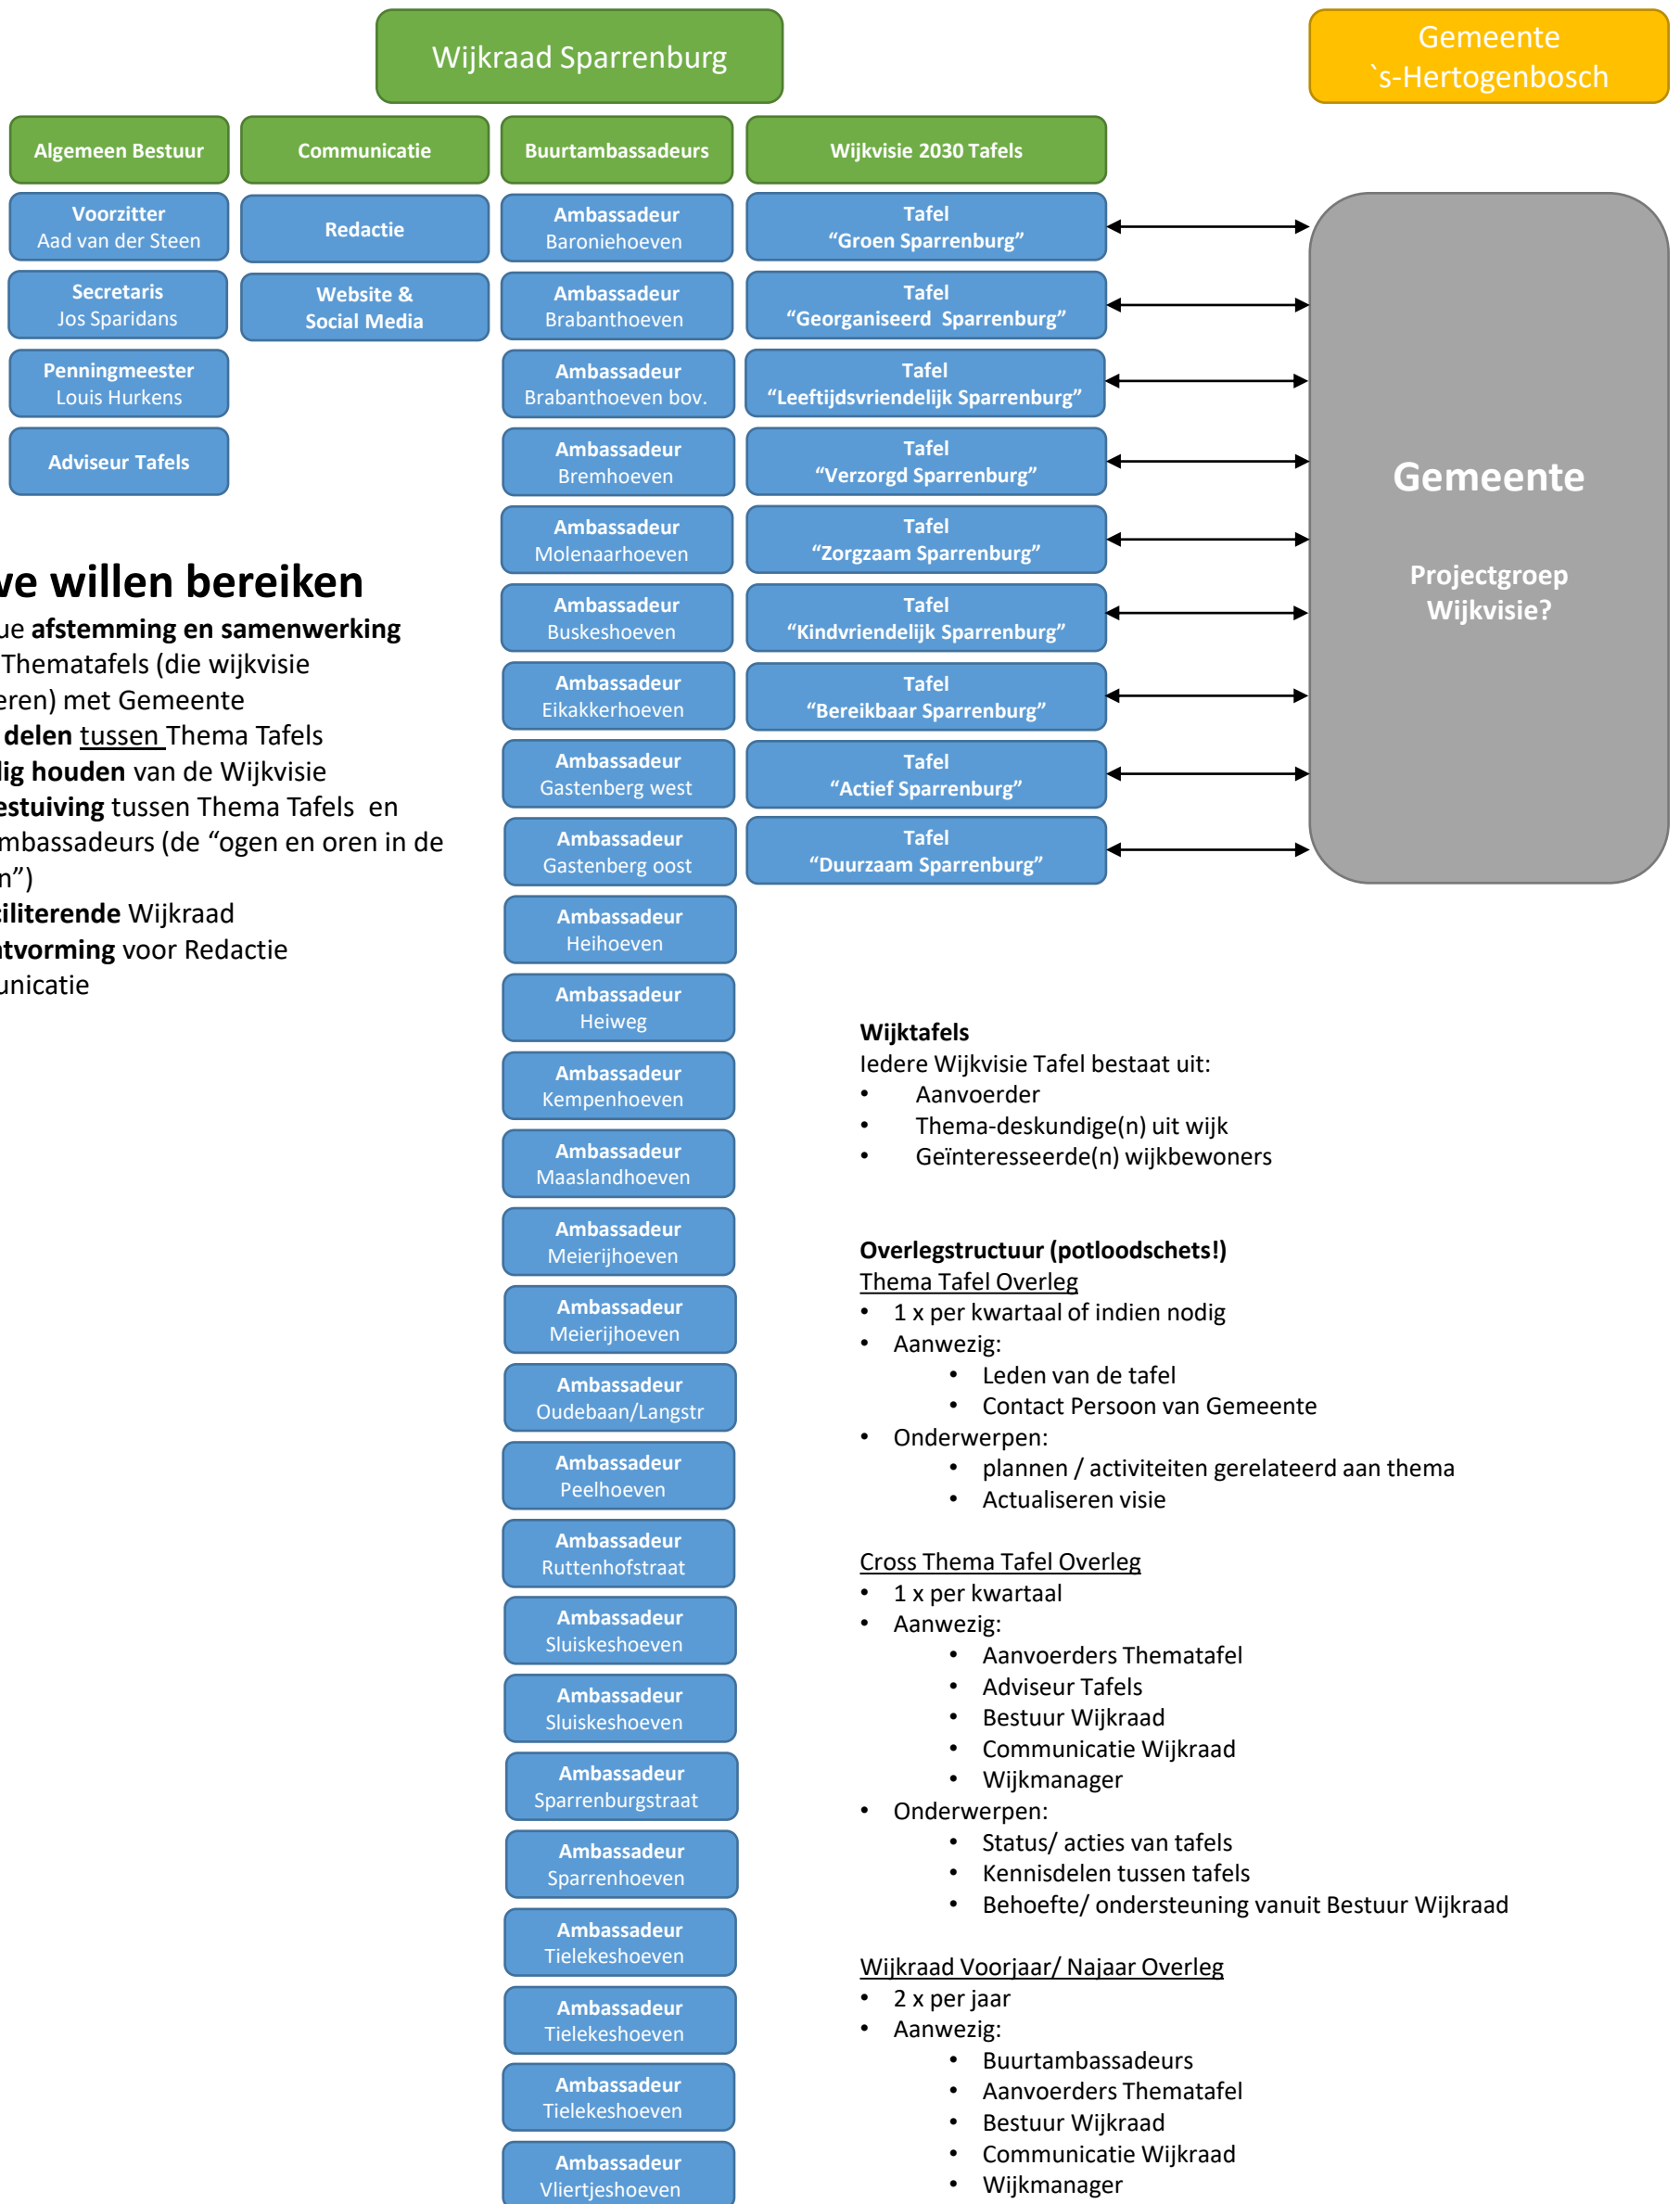 Wijkraad Sparrenburg
Gemeente
`s-Hertogenbosch
Algemeen Bestuur
Voorzitter
Aad van der Steen
Secretaris
Jos Sparidans
Penningmeester
Louis Hurkens
Adviseur Tafels
Communicatie
Redactie
Website &
Social Media
Buurtambassadeurs
Ambassadeur
Baroniehoeven
Ambassadeur
Brabanthoeven
Ambassadeur
Brabanthoeven bov.
Ambassadeur
Bremhoeven
Ambassadeur
Molenaarhoeven
Ambassadeur
Buskeshoeven
Ambassadeur
Eikakkerhoeven
Ambassadeur
Gastenberg west
Ambassadeur
Gastenberg oost
Ambassadeur
Heihoeven
Ambassadeur
Heiweg
Ambassadeur
Kempenhoeven
Ambassadeur
Maaslandhoeven
Ambassadeur
Meierijhoeven
Ambassadeur
Meierijhoeven
Ambassadeur
Oudebaan/Langstr
Ambassadeur
Peelhoeven
Ambassadeur
Ruttenhofstraat
Ambassadeur
Sluiskeshoeven
Ambassadeur
Sluiskeshoeven
Ambassadeur
Sparrenburgstraat
Ambassadeur
Sparrenhoeven
Ambassadeur
Tielekeshoeven
Ambassadeur
Tielekeshoeven
Ambassadeur
Tielekeshoeven
Ambassadeur
Vliertjeshoeven
Wijkvisie 2030 Tafels
Tafel
“Groen Sparrenburg”
Tafel
“Georganiseerd  Sparrenburg”
Tafel
“Leeftijdsvriendelijk Sparrenburg”
Tafel
“Verzorgd Sparrenburg”
Tafel
“Zorgzaam Sparrenburg”
Tafel
“Kindvriendelijk Sparrenburg”
Tafel
“Bereikbaar Sparrenburg”
Tafel
“Actief Sparrenburg”
Tafel
“Duurzaam Sparrenburg”
Gemeente
Projectgroep
Wijkvisie?
we willen bereiken
ue afstemming en samenwerking
Thematafels (die wijkvisie
eren) met Gemeente
delen tussen Thema Tafels
dig houden van de Wijkvisie
estuiving tussen Thema Tafels  en
mbassadeurs (de “ogen en oren in de
n”)
ciliterende Wijkraad
ntvorming voor Redactie
unicatie
Wijktafels
Iedere Wijkvisie Tafel bestaat uit:
• Aanvoerder
• Thema-deskundige(n) uit wijk
• Geïnteresseerde(n) wijkbewoners
Overlegstructuur (potloodschets!)
Thema Tafel Overleg
• 1 x per kwartaal of indien nodig
• Aanwezig:
• Leden van de tafel
• Contact Persoon van Gemeente
• Onderwerpen:
• plannen / activiteiten gerelateerd aan thema
• Actualiseren visie
Cross Thema Tafel Overleg
• 1 x per kwartaal
• Aanwezig:
• Aanvoerders Thematafel
• Adviseur Tafels
• Bestuur Wijkraad
• Communicatie Wijkraad
• Wijkmanager
• Onderwerpen:
• Status/ acties van tafels
• Kennisdelen tussen tafels
• Behoefte/ ondersteuning vanuit Bestuur Wijkraad
Wijkraad Voorjaar/ Najaar Overleg
• 2 x per jaar
• Aanwezig:
• Buurtambassadeurs
• Aanvoerders Thematafel
• Bestuur Wijkraad
• Communicatie Wijkraad
• Wijkmanager